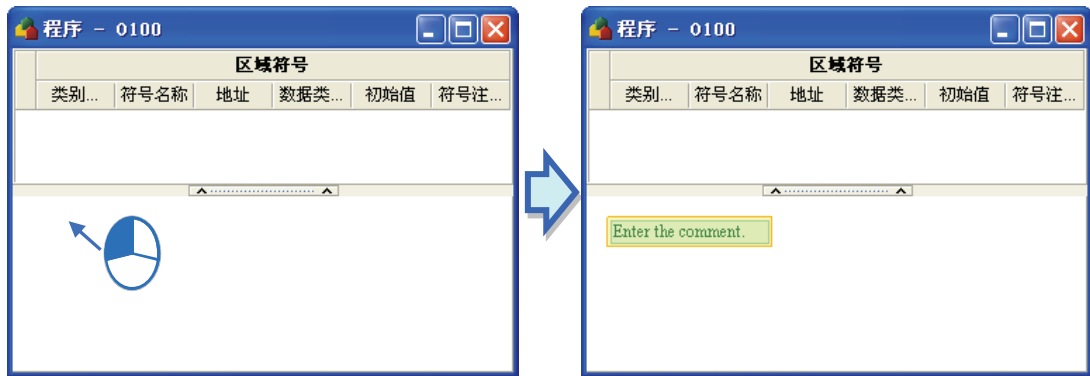 程序 - 0100
区域符号
类别... 符号名称 地址 数据类... 初始值 符号注...
程序 - 0100
区域符号
类别... 符号名称 地址 数据类... 初始值 符号注...
Enter the comment.